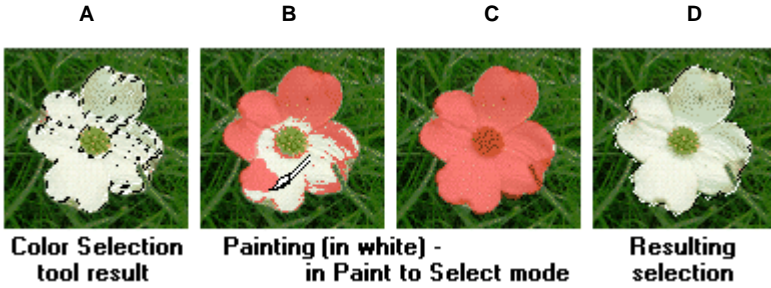 A B C D
Color Selection Painting (in white) - Resulting
tool result in Paint to Select mode selection